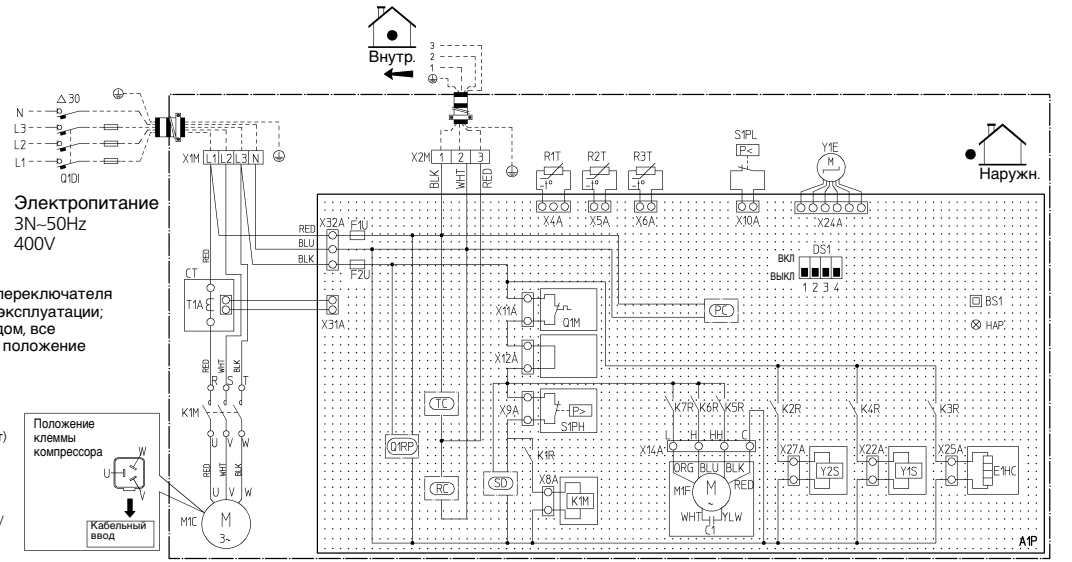 Внутр.
3
2
1
△ 30
N
L3
L2
L1
Q1DI
Электропитание
3N~50Hz
400V
X1M L1 L2 L3 N
X2M 1 2 3
BLK
WHT
RED
R1T
R2T
R3T
X4A
X5A
X6A
S1PL
P<
X10A
Y1E
M
X24A
Наружн.
X32A
F1U
RED
BLU
BLK
F2U
RED
CT
T1A
X31A
DS1
ВКЛ
ВЫКЛ
1 2 3 4
BS1
HAP
X11A
Q1M
PC
X12A
X9A
P>
S1PH
переключателя
эксплуатации;
дом, все
положение
RED
WHT
BLK
R S T
K1M
U V W
RED
WHT
BLK
U V W
M1C
M
3~
Положение
клеммы
компрессора
W
U
V
Кабельный
ввод
т)
/
TC
Q1RP
RC
SD
K1R
X8A
K1M
K7R K6R K5R
K2R
K4R
K3R
L H HH C
X14A
ORG BLU BLK
RED
M1F
M
~
WHT YLW
C1
X27A
Y2S
X22A
Y1S
X25A
E1HC
A1P